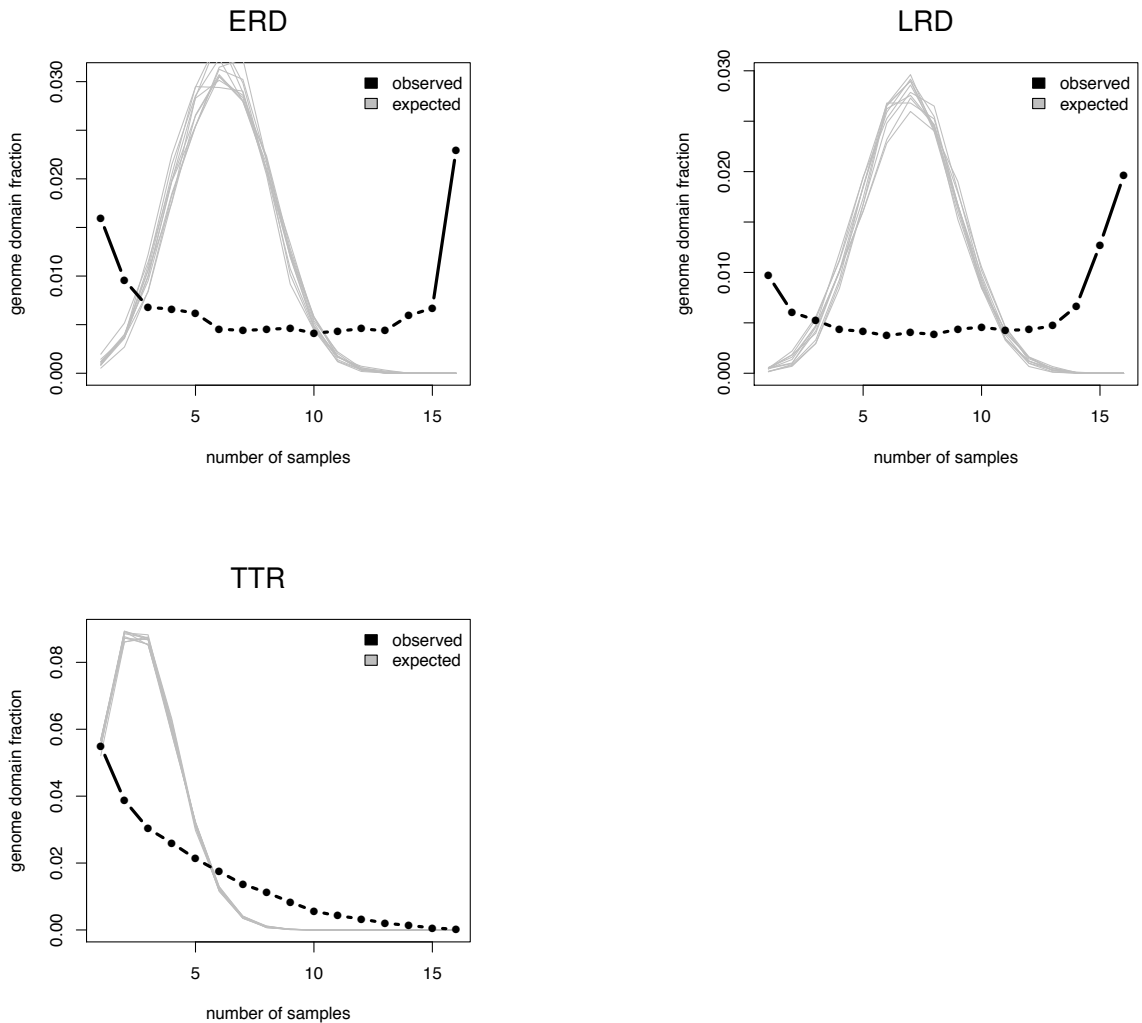 ERD
observed
expected
genome domain fraction
0.000
0.010
0.020
0.030
5
10
15
number of samples
LRD
observed
expected
genome domain fraction
0.000
0.010
0.020
0.030
5
10
15
number of samples
TTR
observed
expected
genome domain fraction
0.00
0.02
0.04
0.06
0.08
5
10
15
number of samples